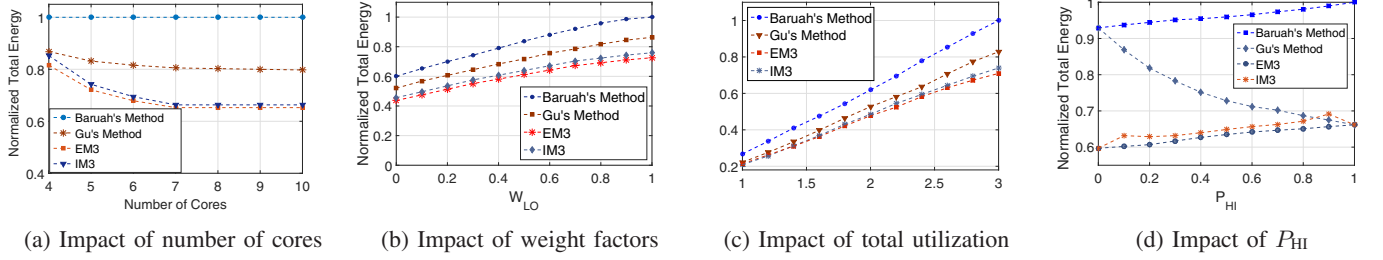 Normalized Total Energy
1
0.8
0.6
0.4
Baruah's Method
Gu's Method
EM3
IM3
4 5 6 7 8 9 10
Number of Cores
(a) Impact of number of cores
Normalized Total Energy
1
0.8
0.6
0.4
0.2
0
Baruah's Method
Gu's Method
EM3
IM3
0 0.2 0.4 0.6 0.8 1
W_LO
(b) Impact of weight factors
Normalized Total Energy
1
0.8
0.6
0.4
0.2
Baruah's Method
Gu's Method
EM3
IM3
1 1.5 2 2.5 3
(c) Impact of total utilization
Normalized Total Energy
1
0.9
0.8
0.7
0.6
0.5
Baruah's Method
Gu's Method
EM3
IM3
0 0.2 0.4 0.6 0.8 1
P_HI
(d) Impact of P_HI